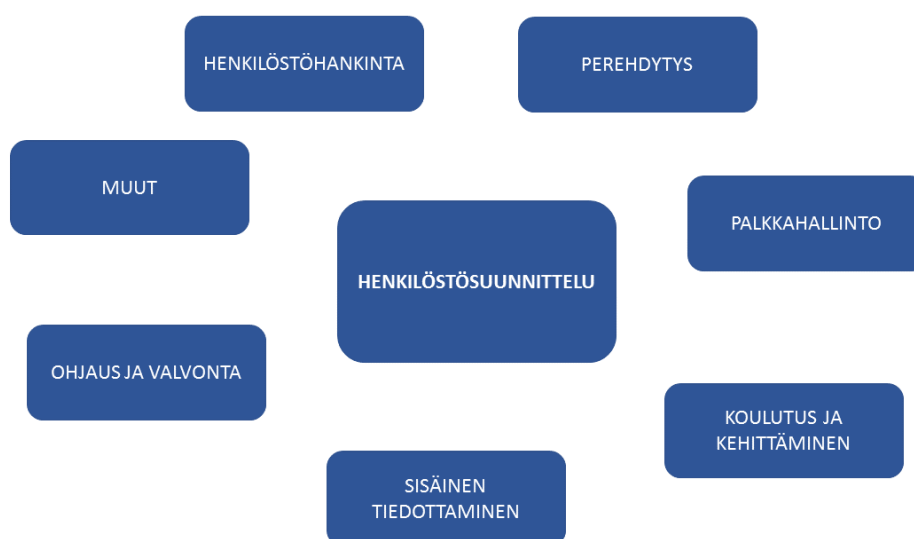 HENKILÖSTÖHANKINTA
PEREHDYTYS
MUUT
PALKKAHALLINTO
HENKILÖSTÖSUUNNITTELU
OHJAUS JA VALVONTA
KOULUTUS JA
KEHITTÄMINEN
SISÄINEN
TIEDOTTAMINEN